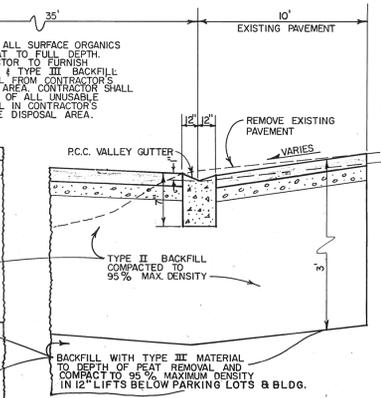 35'
10'
EXISTING PAVEMENT
ALL SURFACE ORGANICS
AT TO FULL DEPTH.
CTOR TO FURNISH
& TYPE III BACKFILL
L FROM CONTRACTOR'S
AREA. CONTRACTOR SHALL
OF ALL UNUSABLE
L IN CONTRACTOR'S
E DISPOSAL AREA.
12" 12"
REMOVE EXISTING
PAVEMENT
P.C.C. VALLEY GUTTER
VARIES
3'
TYPE II BACKFILL
COMPACTED TO
95% MAX. DENSITY
BACKFILL WITH TYPE III MATERIAL
TO DEPTH OF PEAT REMOVAL AND
COMPACT TO 95% MAXIMUM DENSITY
IN 12" LIFTS BELOW PARKING LOTS & BLDG.